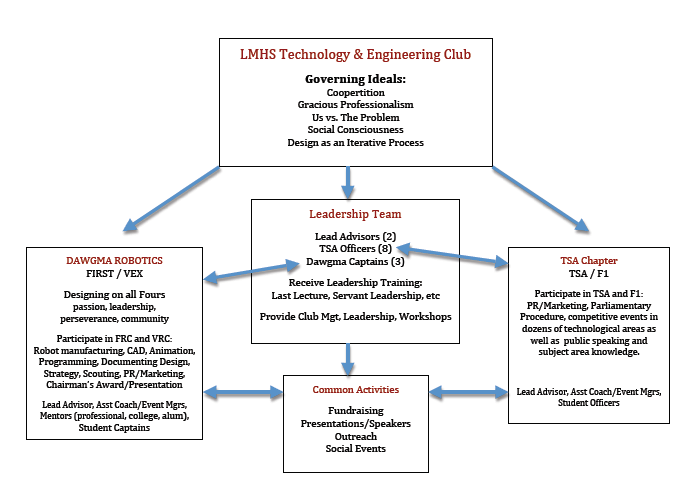 LMHS Technology & Engineering Club
Governing Ideals:
Coopertition
Gracious Professionalism
Us vs. The Problem
Social Consciousness
Design as an Iterative Process
Leadership Team
Lead Advisors (2)
TSA Officers (8)
Dawgma Captains (3)
Receive Leadership Training:
Last Lecture, Servant Leadership, etc
Provide Club Mgt, Leadership, Workshops
DAWGMA ROBOTICS
FIRST / VEX
Designing on all Fours
passion, leadership,
perseverance, community
Participate in FRC and VRC:
Robot manufacturing, CAD, Animation,
Programming, Documenting Design,
Strategy, Scouting, PR/Marketing,
Chairman's Award/Presentation
Lead Advisor, Asst Coach/Event Mgrs,
Mentors (professional, college, alum),
Student Captains
TSA Chapter
TSA / F1
Participate in TSA and F1:
PR/Marketing, Parliamentary
Procedure, competitive events in
dozens of technological areas as
well as public speaking and
subject area knowledge.
Lead Advisor, Asst Coach/Event Mgrs,
Student Officers
Common Activities
Fundraising
Presentations/Speakers
Outreach
Social Events